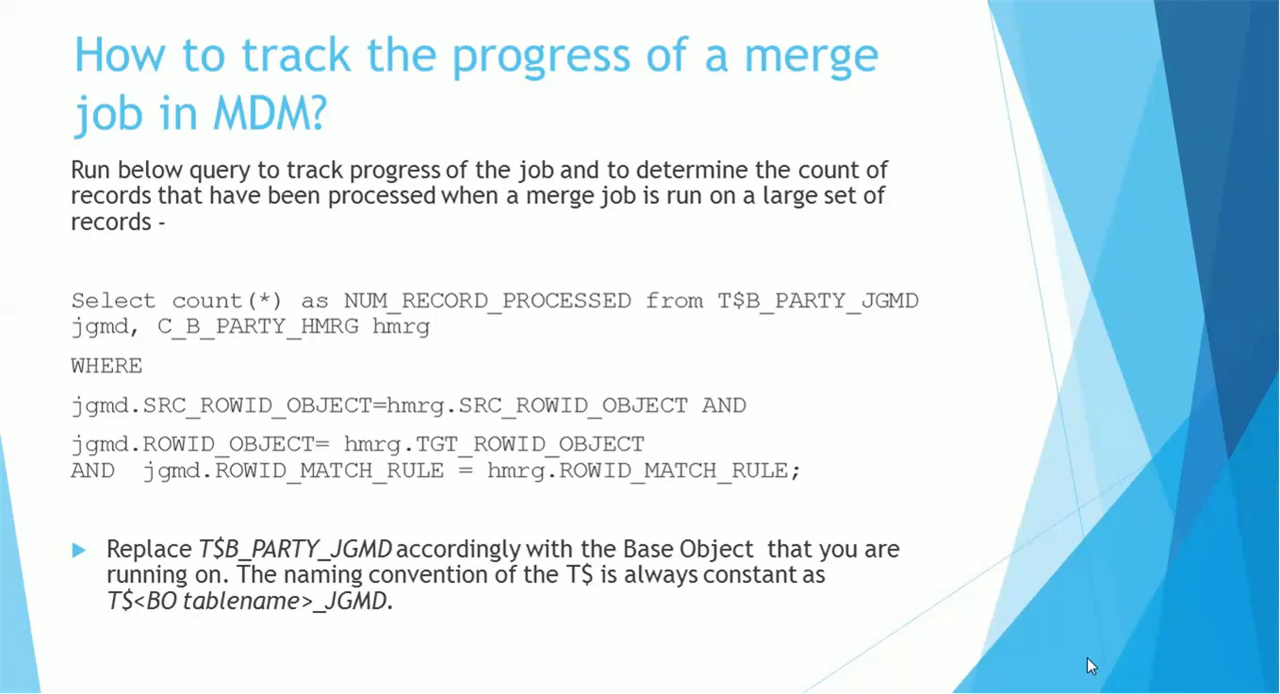 How to track the progress of a merge
job in MDM?
Run below query to track progress of the job and to determine the count of
records that have been processed when a merge job is run on a large set of
records -
Select count(*) as NUM_RECORD_PROCESSED from T$B_PARTY_JGMD
jgmd, C_B_PARTY_HMRG hmrg
WHERE
jgmd.SRC_ROWID_OBJECT=hmrg.SRC_ROWID_OBJECT AND
jgmd.ROWID_OBJECT= hmrg.TGT_ROWID_OBJECT
AND  jgmd.ROWID_MATCH_RULE = hmrg.ROWID_MATCH_RULE;
Replace T$B_PARTY_JGMD accordingly with the Base Object  that you are
running on. The naming convention of the T$ is always constant as
T$<BO tablename>_JGMD.